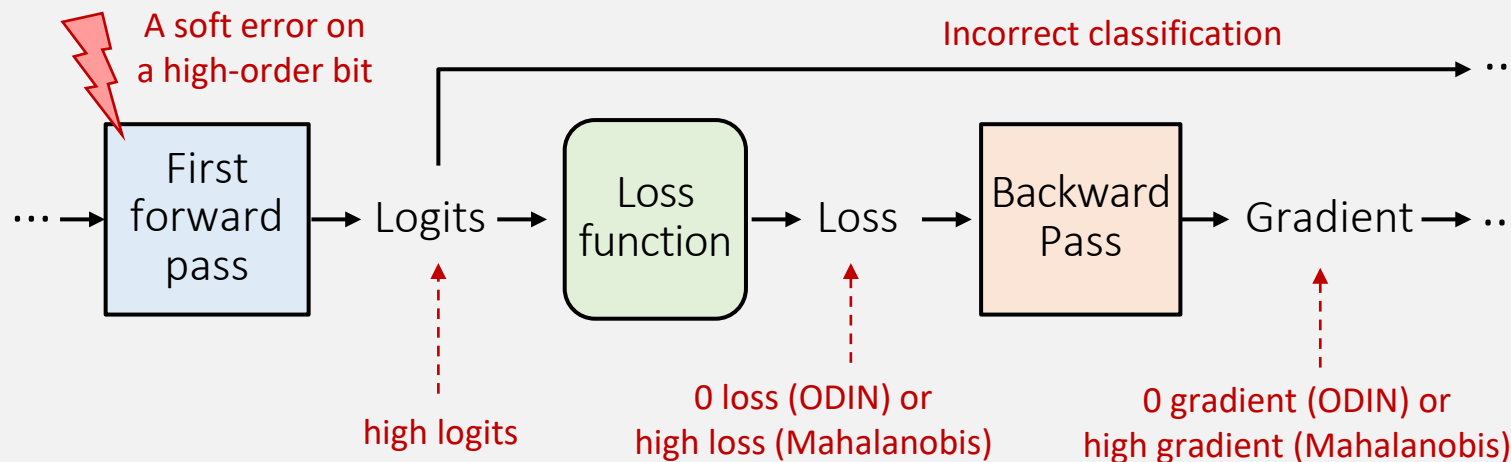 A soft error on
a high-order bit
Incorrect classification
...
First
forward
pass
...
Logits
Loss
function
Loss
Backward
Pass
Gradient
..
high logits
0 loss (ODIN) or
high loss (Mahalanobis)
0 gradient (ODIN) or
high gradient (Mahalanobis)